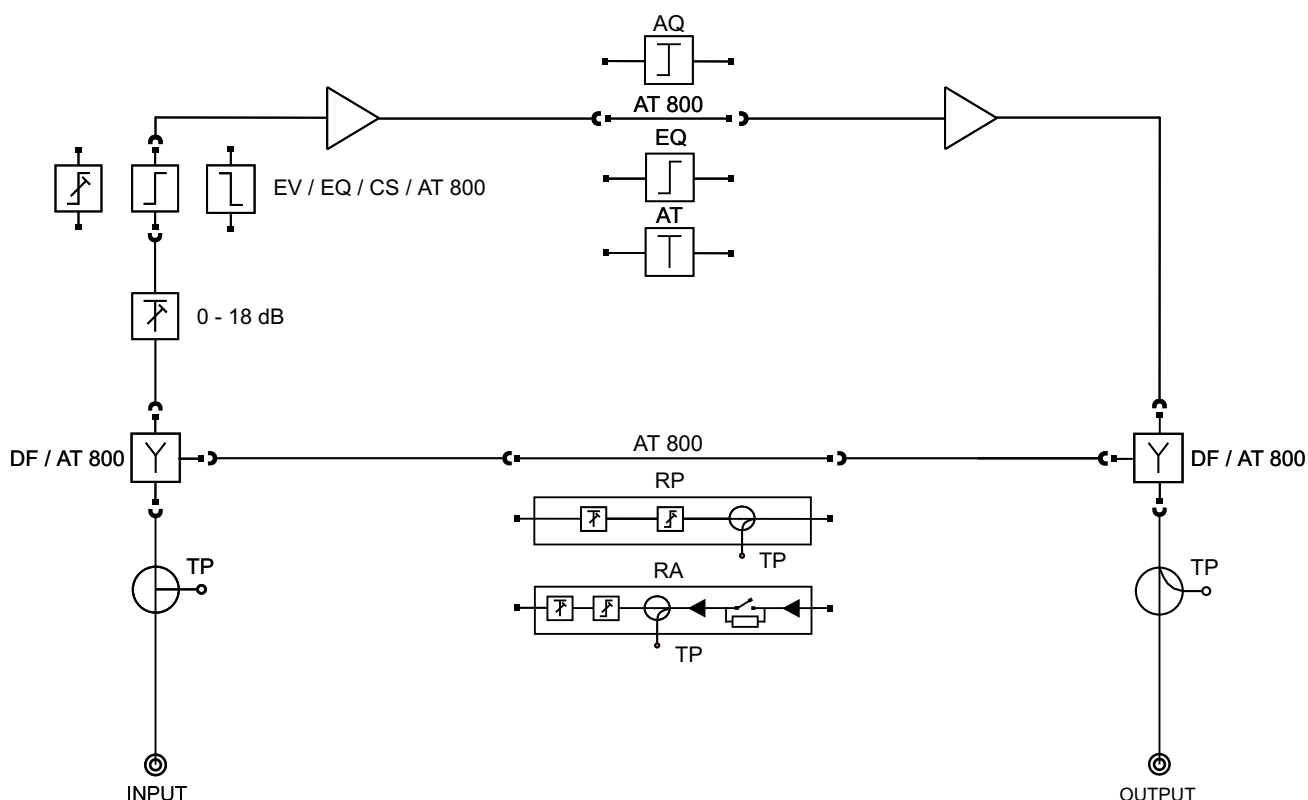 AQ
AT 800
EQ
EV / EQ / CS / AT 800
AT
0 - 18 dB
DF / AT 800
AT 800
DF / AT 800
RP
TP
TP
RA
TP
TP
INPUT
OUTPUT